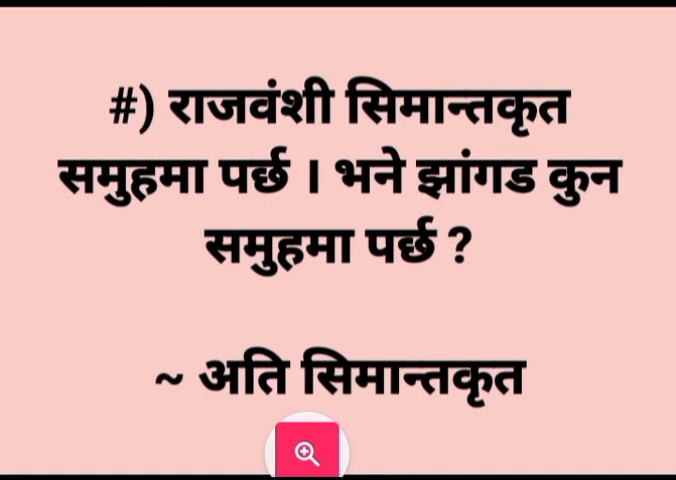 #) राजवंशी सिमान्तकृत
समुहमा पर्छ । भने झांगड कुन
समुहमा पर्छ ?
~ अति सिमान्तकृत